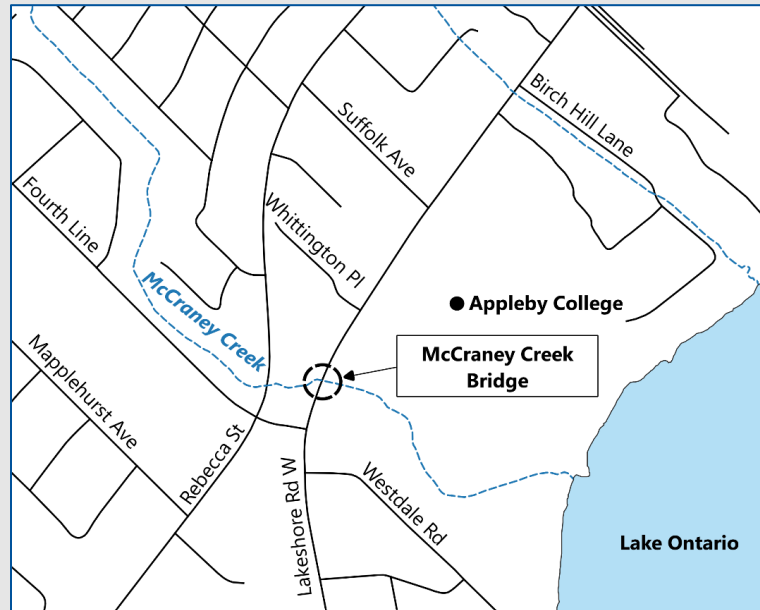 Birch Hill Lane
Suffolk Ave
Fourth Line
Whittington Pl
McCraney Creek
Appleby College
McCraney Creek
Bridge
Mapplehurst Ave
Rebecca St
Lakeshore Rd W
Westdale Rd
Lake Ontario